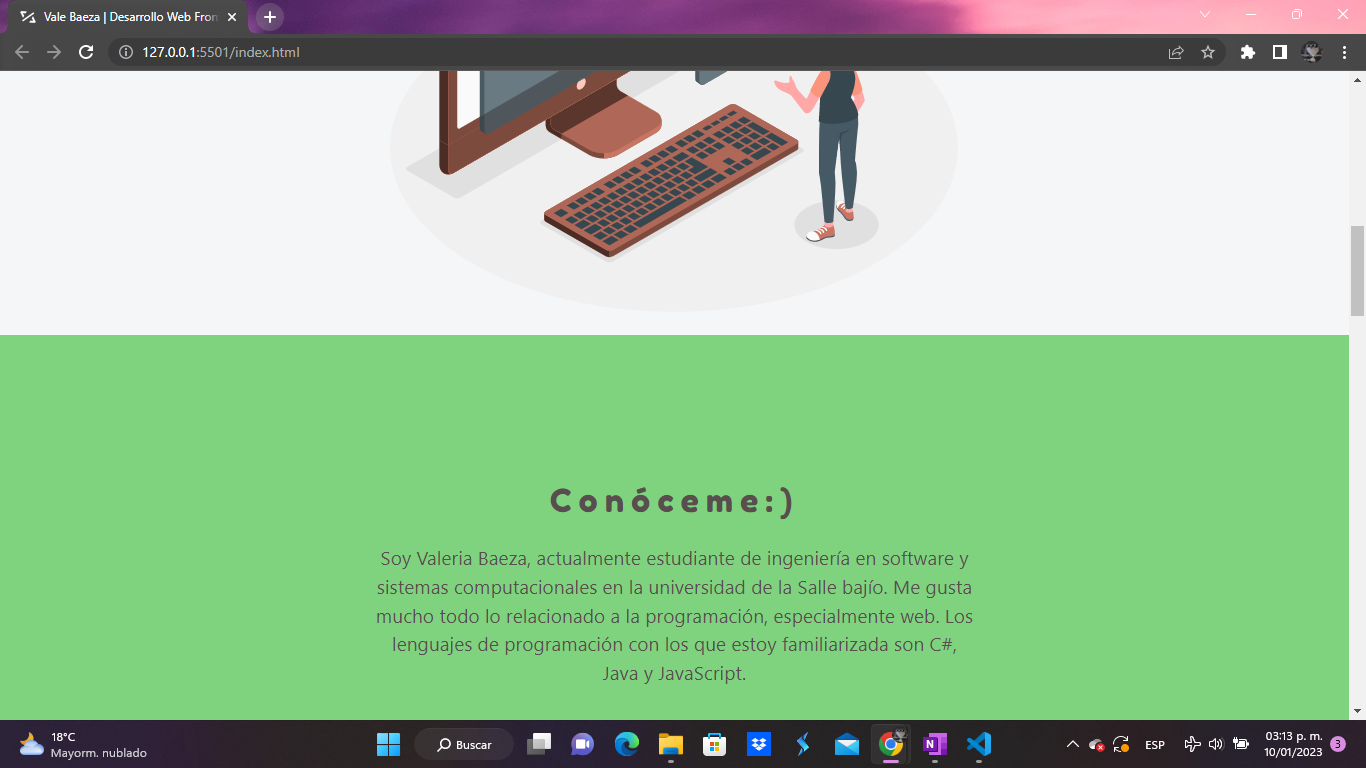 Vale Baeza | Desarrollo Web Fron
127.0.0.1:5501/index.html
Conóceme:)
Soy Valeria Baeza, actualmente estudiante de ingeniería en software y
sistemas computacionales en la universidad de la Salle bajío. Me gusta
mucho todo lo relacionado a la programación, especialmente web. Los
lenguajes de programación con los que estoy familiarizada son C#,
Java y JavaScript.
18°C
Mayorm. nublado
Buscar
ESP
03:13 p. m.
10/01/2023
3